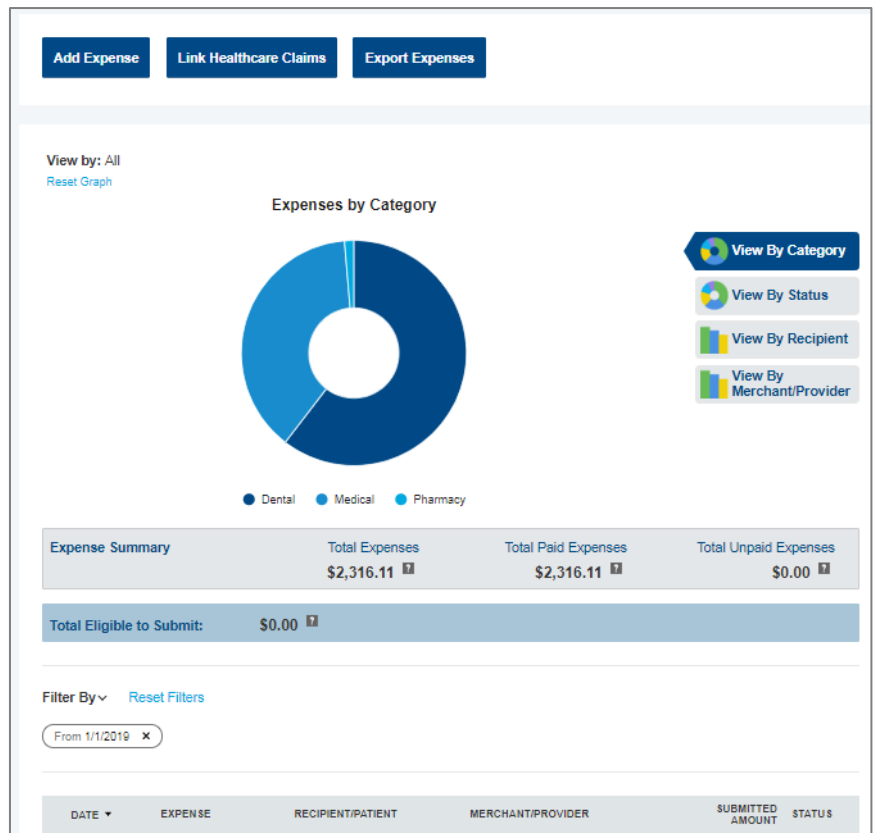 Add Expense Link Healthcare Claims Export Expenses
View by: All
Reset Graph
Expenses by Category
View By Category
View By Status
View By Recipient
View By
Merchant/Provider
Dental Medical Pharmacy
Expense Summary Total Expenses Total Paid Expenses Total Unpaid Expenses
$2,316.11 ? $2,316.11 ? $0.00 ?
Total Eligible to Submit: $0.00 ?
Filter By Reset Filters
From 1/1/2019 ×
DATE EXPENSE RECIPIENT/PATIENT MERCHANT/PROVIDER SUBMITTED AMOUNT STATUS